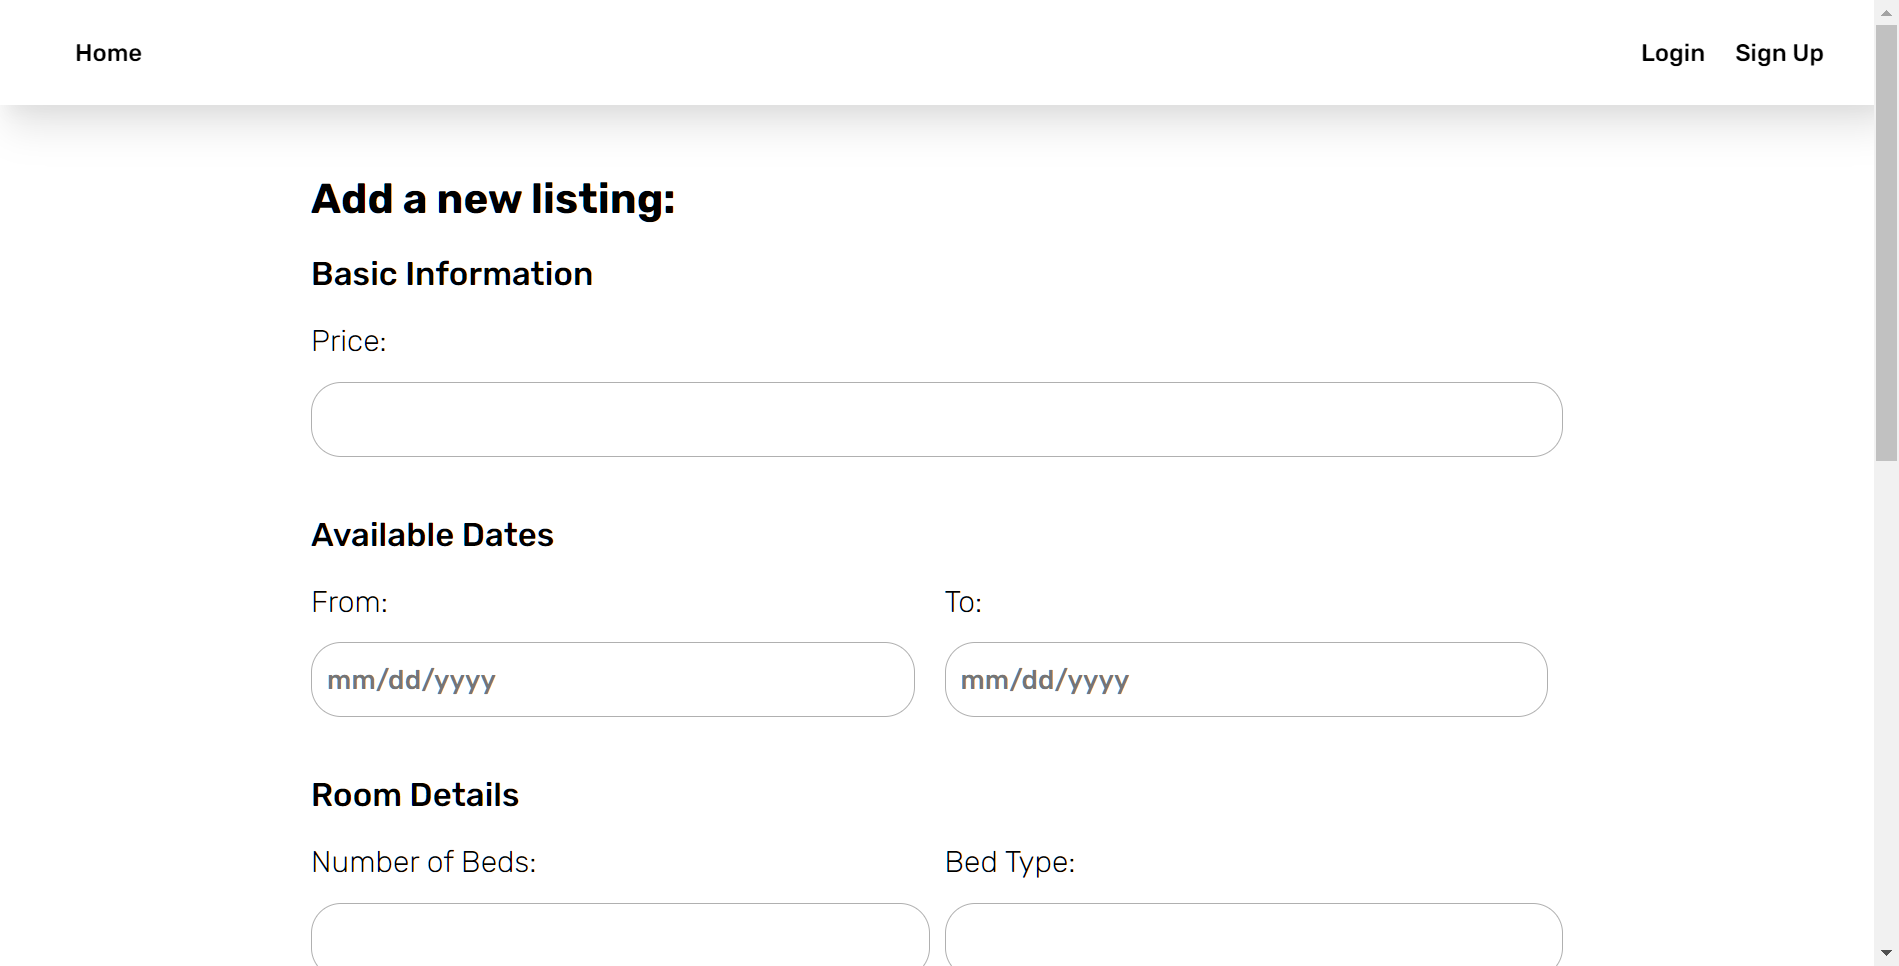 Home Login Sign Up
Add a new listing:
Basic Information
Price:
Available Dates
From: To:
mm/dd/yyyy mm/dd/yyyy
Room Details
Number of Beds: Bed Type: